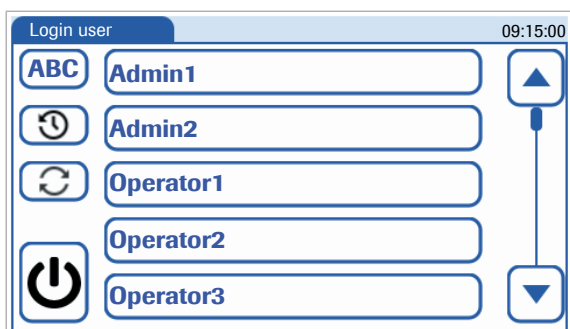 Login user
09:15:00
ABC
Admin1
Admin2
Operator1
Operator2
Operator3